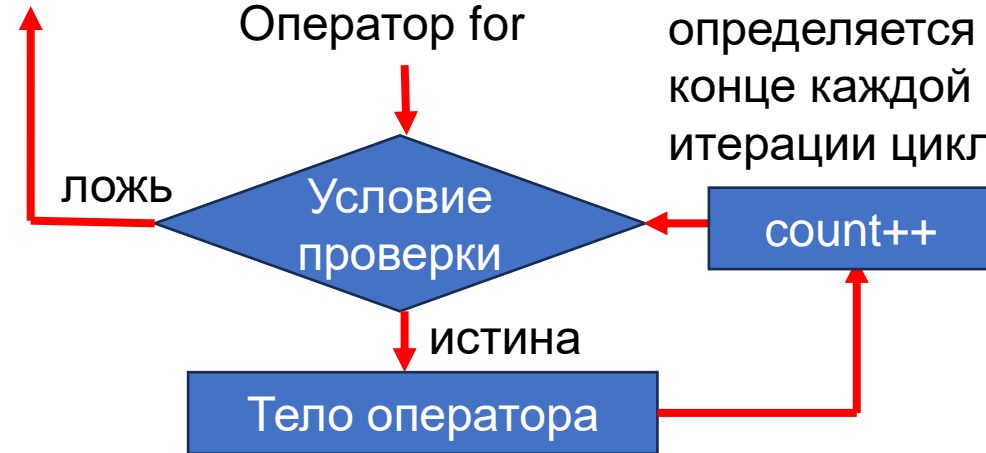 Оператор for
определяется
конце каждой
итерации цикл
ложь
Условие
проверки
count++
истина
Тело оператора